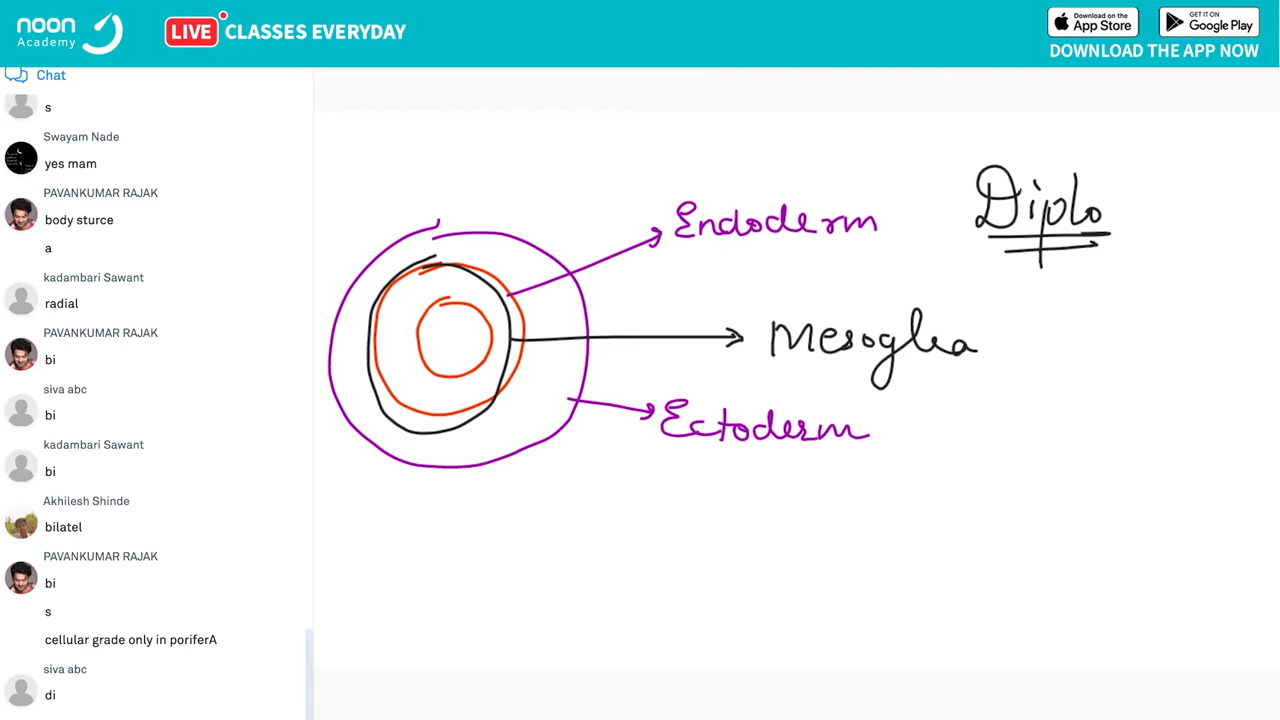 noon
Academy
LIVE CLASSES EVERYDAY
Download on the
App Store
GET IT ON
Google Play
DOWNLOAD THE APP NOW
Chat
s
Swayam Nade
yes mam
PAVANKUMAR RAJAK
body sturce
a
kadambari Sawant
radial
PAVANKUMAR RAJAK
bi
siva abc
bi
kadambari Sawant
bi
Akhilesh Shinde
bilatel
PAVANKUMAR RAJAK
bi
s
cellular grade only in poriferA
siva abc
di
Diplo
Endoderm
Mesoglea
Ectoderm